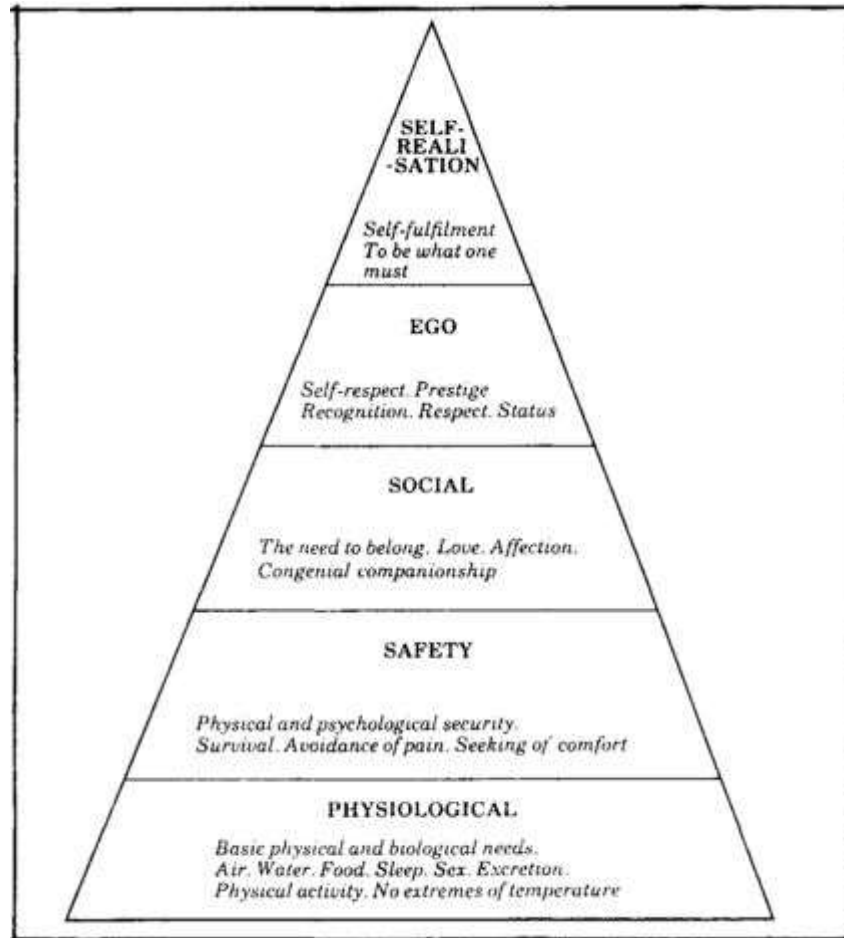 SELF-
REALI
-SATION
Self-fulfilment
To be what one
must
EGO
Self-respect. Prestige
Recognition. Respect. Status
SOCIAL
The need to belong. Love. Affection.
Congenial companionship
SAFETY
Physical and psychological security.
Survival. Avoidance of pain. Seeking of comfort
PHYSIOLOGICAL
Basic physical and biological needs.
Air. Water. Food. Sleep. Sex. Excretion.
Physical activity. No extremes of temperature